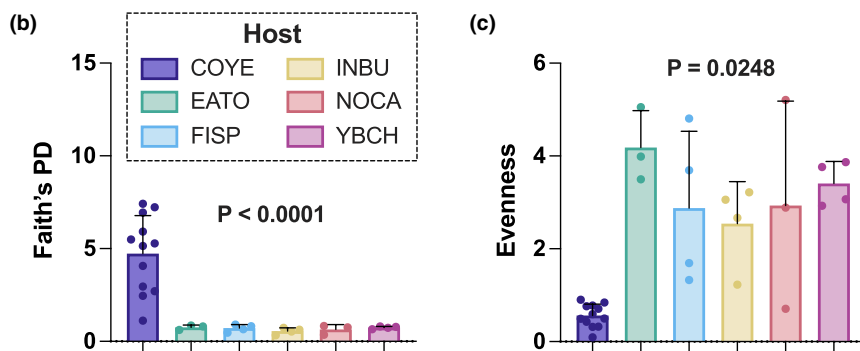 (b)
Faith's PD
15
10
5
0
Host
COYE
INBU
EATO
NOCA
FISP
YBCH
P < 0.0001
(c)
Evenness
6
4
2
0
P = 0.0248